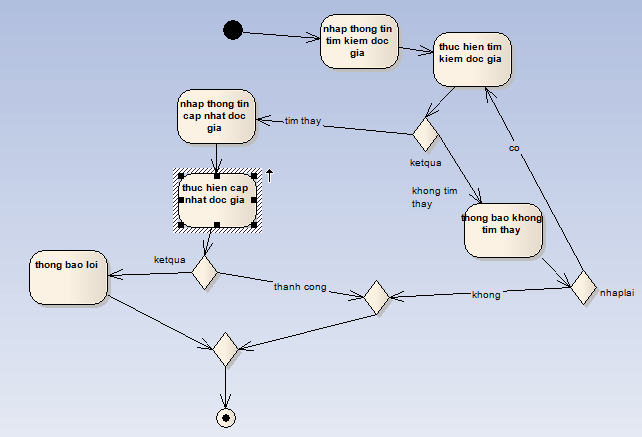 nhap thong tin
tim kiem doc
gia
thuc hien tim
kiem doc gia
nhap thong tin
cap nhat doc
gia
tim thay
ketqua
co
khong tim
thay
thuc hien cap
nhat doc gia
thong bao khong
tim thay
ketqua
thong bao loi
thanh cong
khong
nhaplai